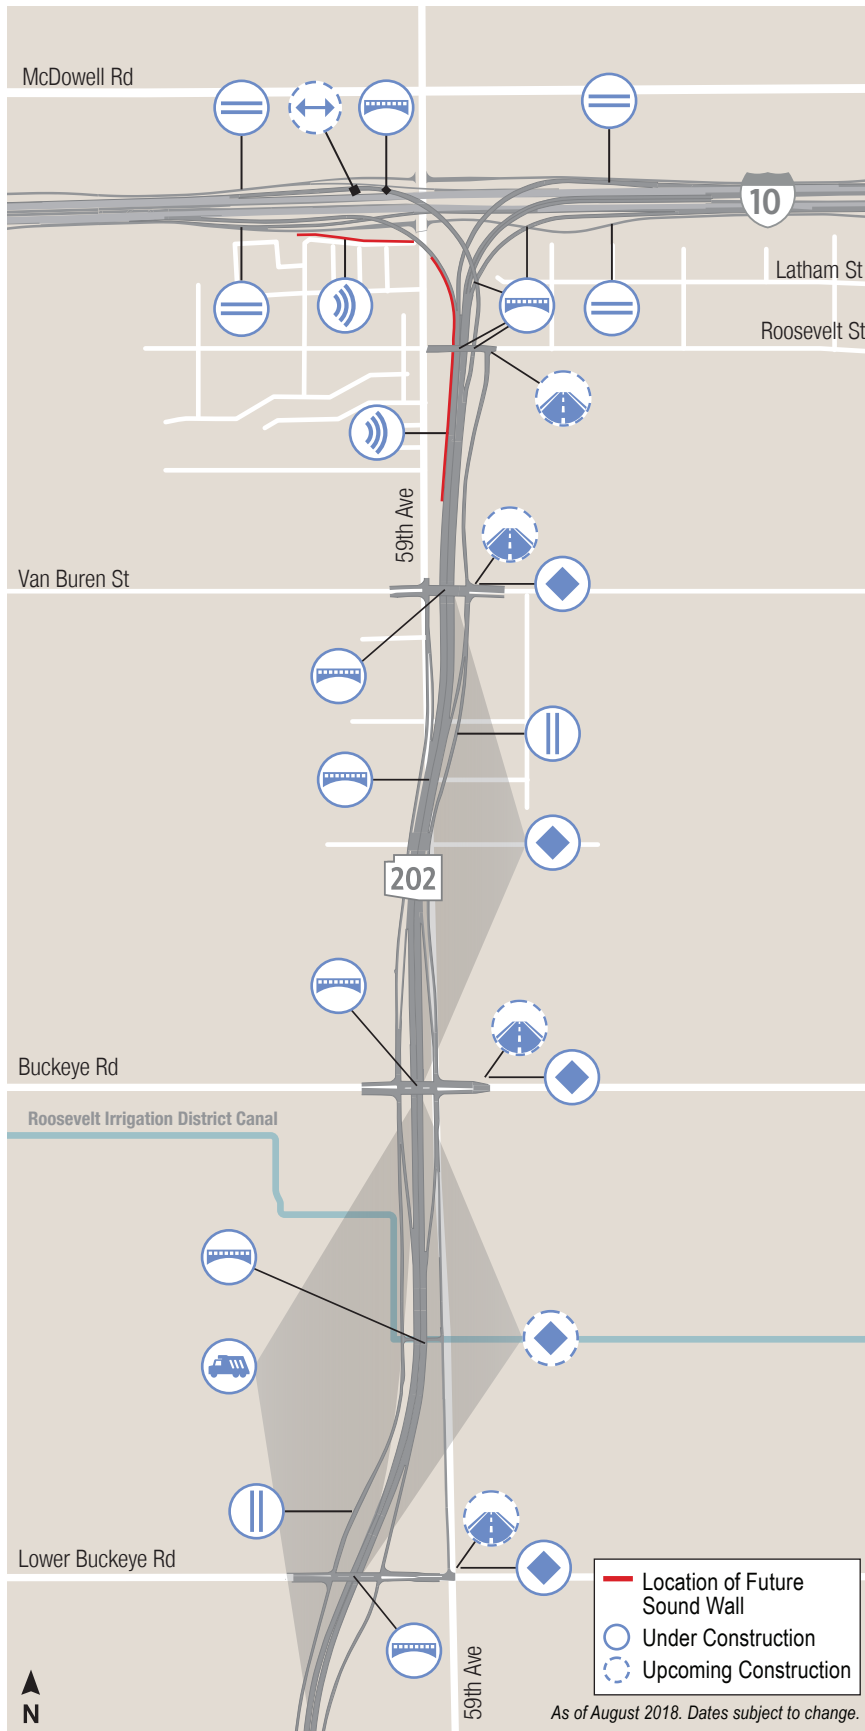 McDowell Rd
10
Latham St
Roosevelt St
59th Ave
Van Buren St
202
Buckeye Rd
Roosevelt Irrigation District Canal
Lower Buckeye Rd
59th Ave
N
Location of Future
Sound Wall
Under Construction
Upcoming Construction
As of August 2018. Dates subject to change.